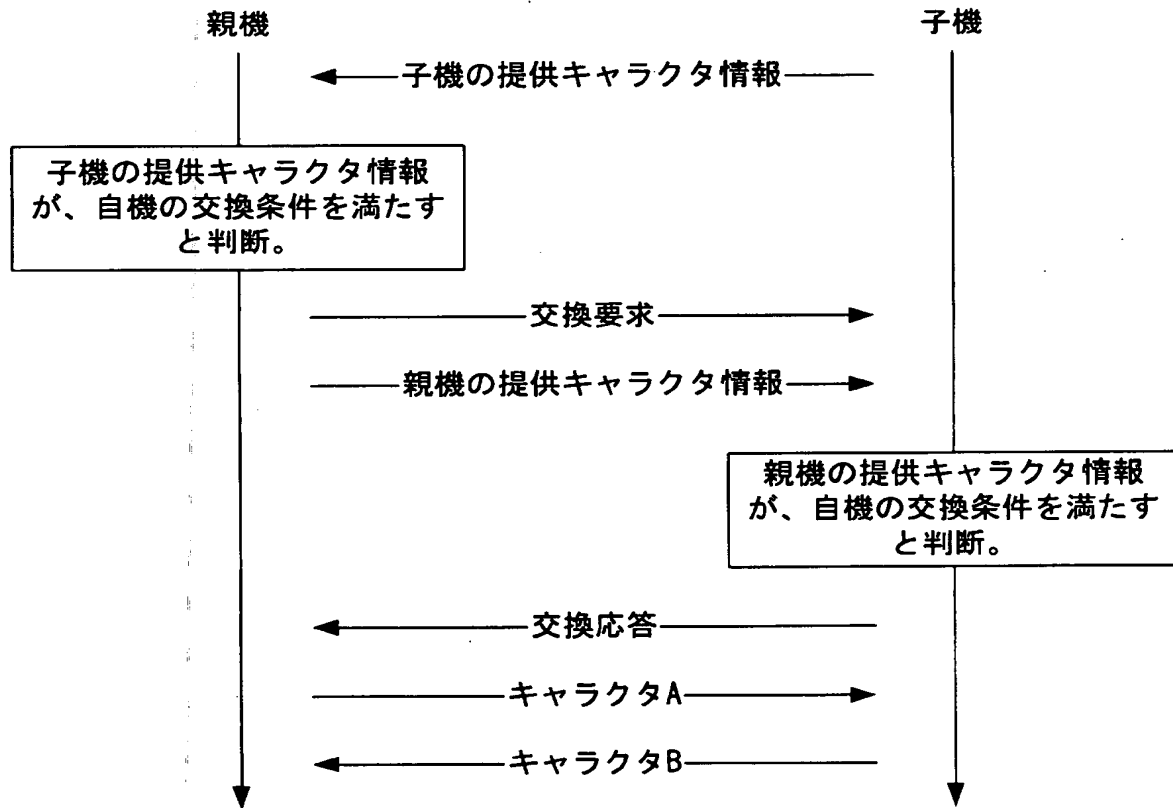 親機
子機
子機の提供キャラクタ情報
子機の提供キャラクタ情報
が、自機の交換条件を満たす
と判断。
交換要求
親機の提供キャラクタ情報
親機の提供キャラクタ情報
が、自機の交換条件を満たす
と判断。
交換応答
キャラクタA
キャラクタB